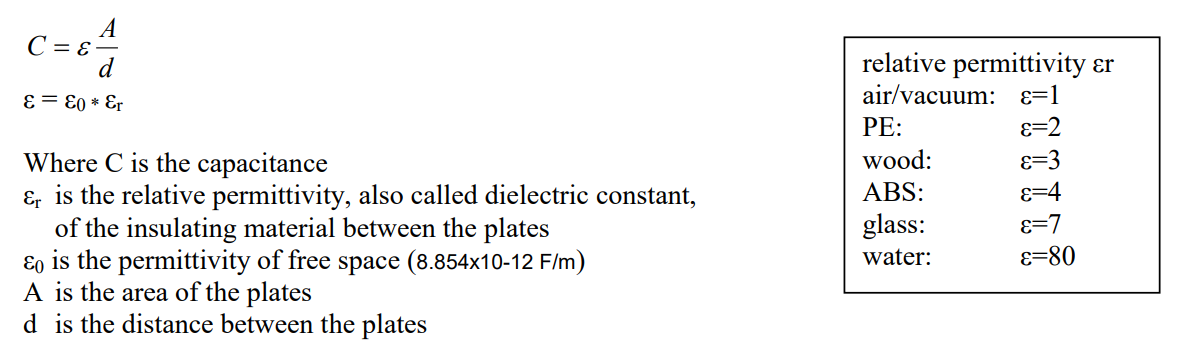 C = ε A/d
ε = ε0 * εr
Where C is the capacitance
εr is the relative permittivity, also called dielectric constant,
of the insulating material between the plates
ε0 is the permittivity of free space (8.854x10-12 F/m)
A is the area of the plates
d is the distance between the plates
relative permittivity εr
air/vacuum: ε=1
PE: ε=2
wood: ε=3
ABS: ε=4
glass: ε=7
water: ε=80